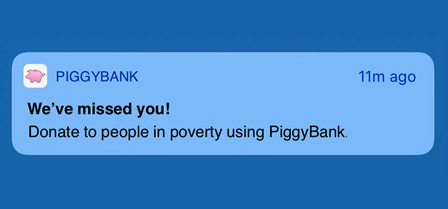 PIGGYBANK 11m ago
We've missed you!
Donate to people in poverty using PiggyBank.